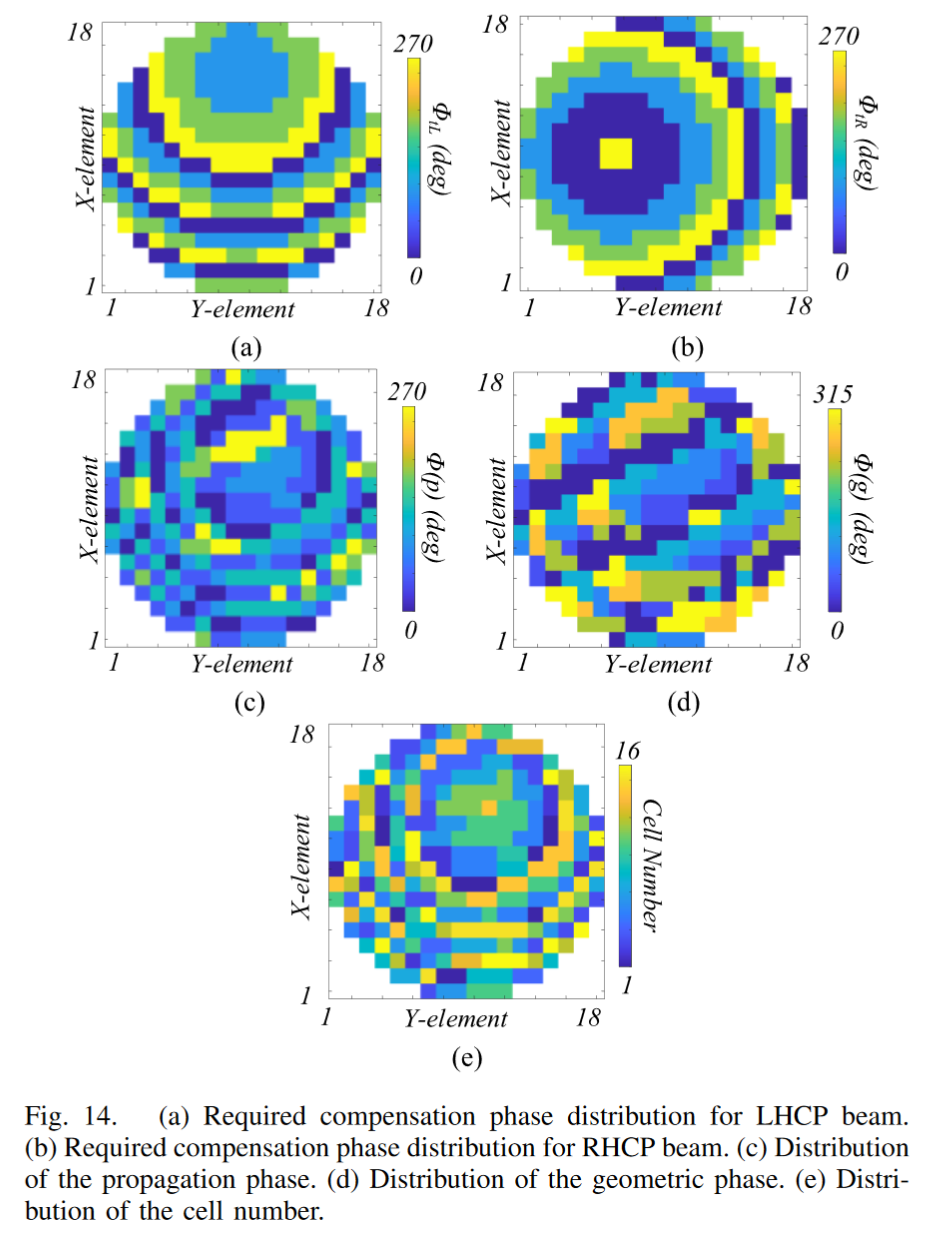 18
270
X-element
ΦtL (deg)
1
0
1
Y-element
18
(a)
18
270
X-element
ΦtR (deg)
1
0
1
Y-element
18
(b)
18
270
X-element
Φ(p) (deg)
1
0
1
Y-element
18
(c)
18
315
X-element
Φ(g) (deg)
1
0
1
Y-element
18
(d)
18
16
X-element
Cell Number
1
1
1
Y-element
18
(e)
Fig. 14. (a) Required compensation phase distribution for LHCP beam.
(b) Required compensation phase distribution for RHCP beam. (c) Distribution
of the propagation phase. (d) Distribution of the geometric phase. (e) Distri-
bution of the cell number.